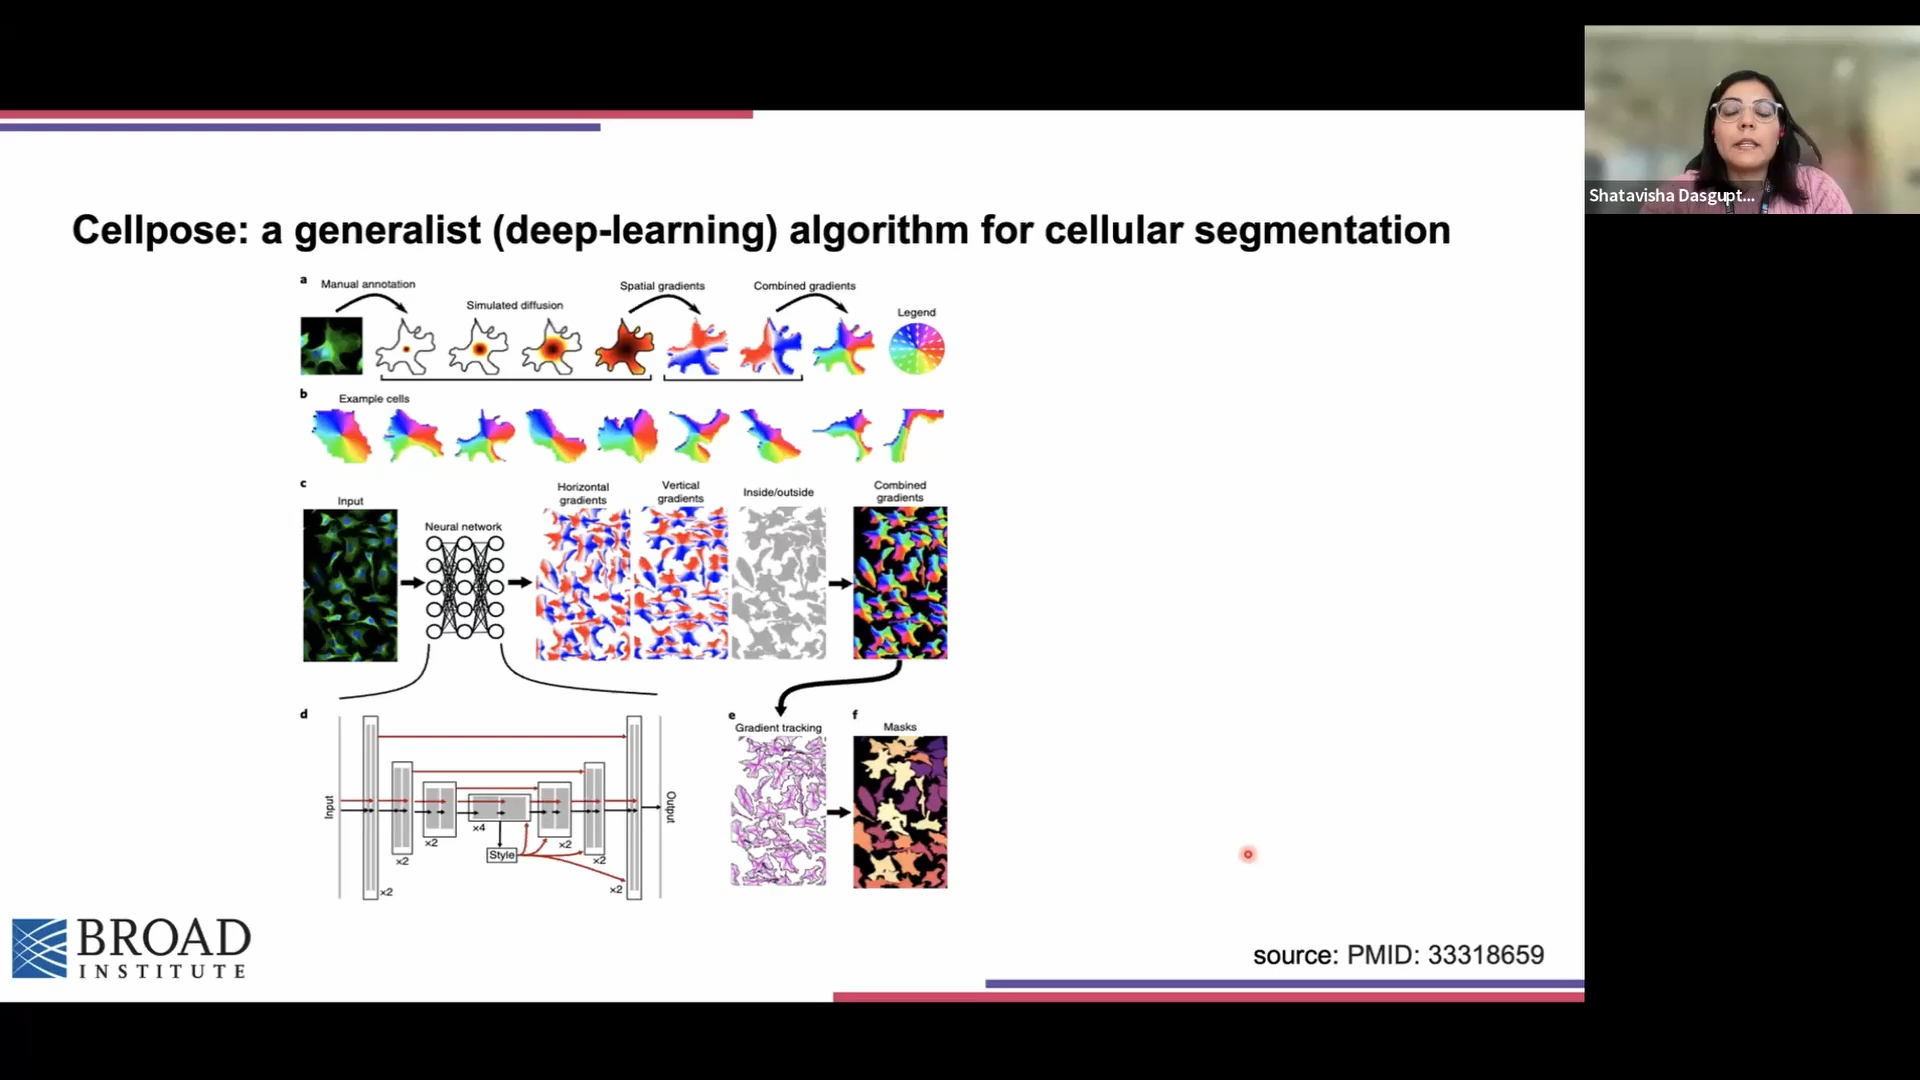 Shatavisha Dasgupt...
Cellpose: a generalist (deep-learning) algorithm for cellular segmentation
a
Manual annotation
Simulated diffusion
Spatial gradients
Combined gradients
Legend
b
Example cells
c
Input
Neural network
Horizontal
gradients
Vertical
gradients
Inside/outside
Combined
gradients
d
Input
x2
x2
x2
x4
Style
x2
x2
x2
Output
e
Gradient tracking
f
Masks
BROAD
INSTITUTE
source: PMID: 33318659